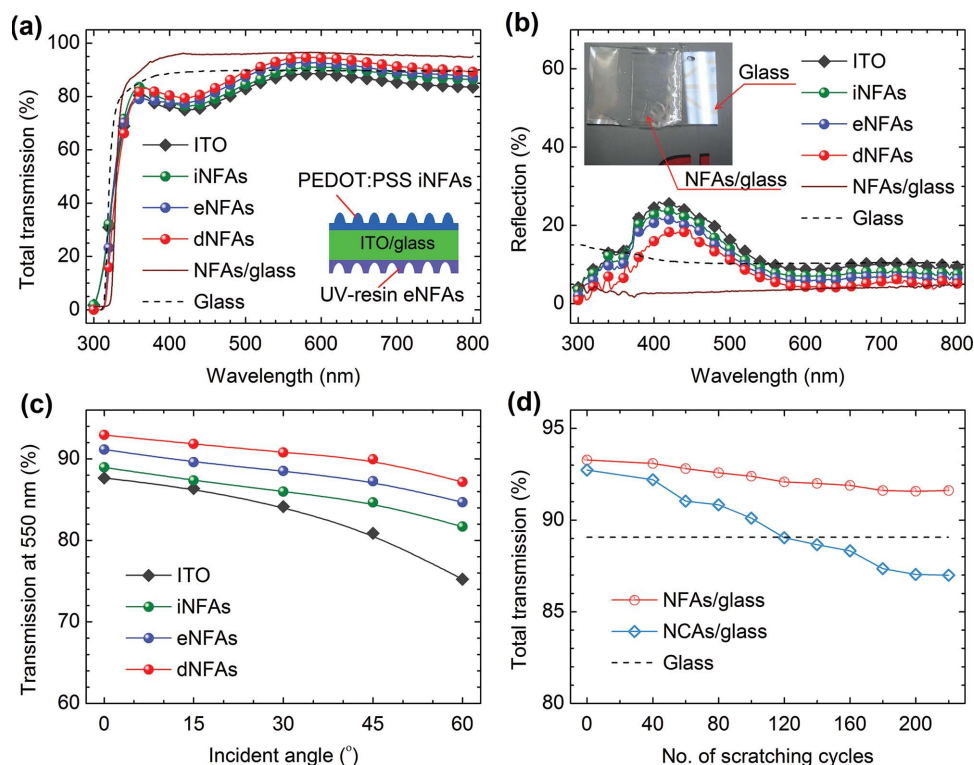 (a)
100
80
60
40
20
0
Total transmission (%)
ITO
iNFAs
eNFAs
dNFAs
NFAs/glass
Glass
PEDOT:PSS iNFAs
ITO/glass
UV-resin eNFAs
300 400 500 600 700 800
Wavelength (nm)
(b)
60
40
20
0
Reflection (%)
Glass
NFAs/glass
ITO
iNFAs
eNFAs
dNFAs
NFAs/glass
Glass
300 400 500 600 700 800
Wavelength (nm)
(c)
90
80
70
60
Transmission at 550 nm (%)
ITO
iNFAs
eNFAs
dNFAs
0 15 30 45 60
Incident angle (°)
(d)
95
91
87
83
80
Total transmission (%)
NFAs/glass
NCAs/glass
Glass
0 40 80 120 160 200
No. of scratching cycles